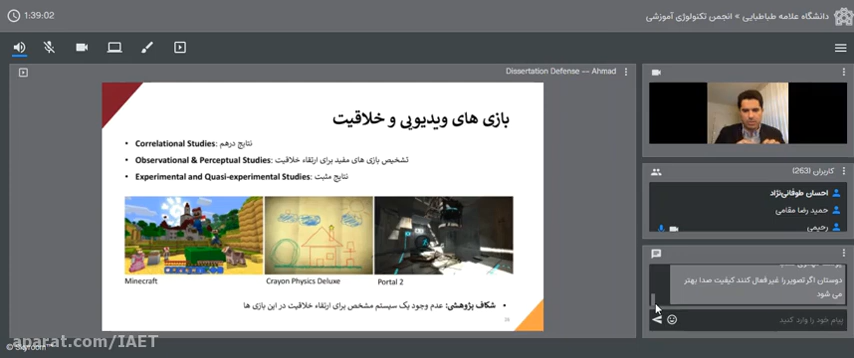 1:39:02
دانشگاه علامه طباطبایی » انجمن تکنولوژی آموزشی
Dissertation Defense -- Ahmad
بازی های ویدیویی و خلاقیت
• Correlational Studies: نتایج درهم
• Observational & Perceptual Studies: تشخیص بازی های مفید برای ارتقاء خلاقیت
• Experimental and Quasi-experimental Studies: نتایج مثبت
Minecraft
Crayon Physics Deluxe
Portal 2
• شکاف پژوهشی: عدم وجود یک سیستم مشخص برای ارتقاء خلاقیت در این بازی ها
کاربران (263)
احسان طوفانی‌نژاد
حمید رضا مقامی
رحیمی
دوستان اگر تصویر را غیر فعال کنند کیفیت صدا بهتر
می شود
پیام خود را وارد کنید
aparat.com/IAET
© Skyroom